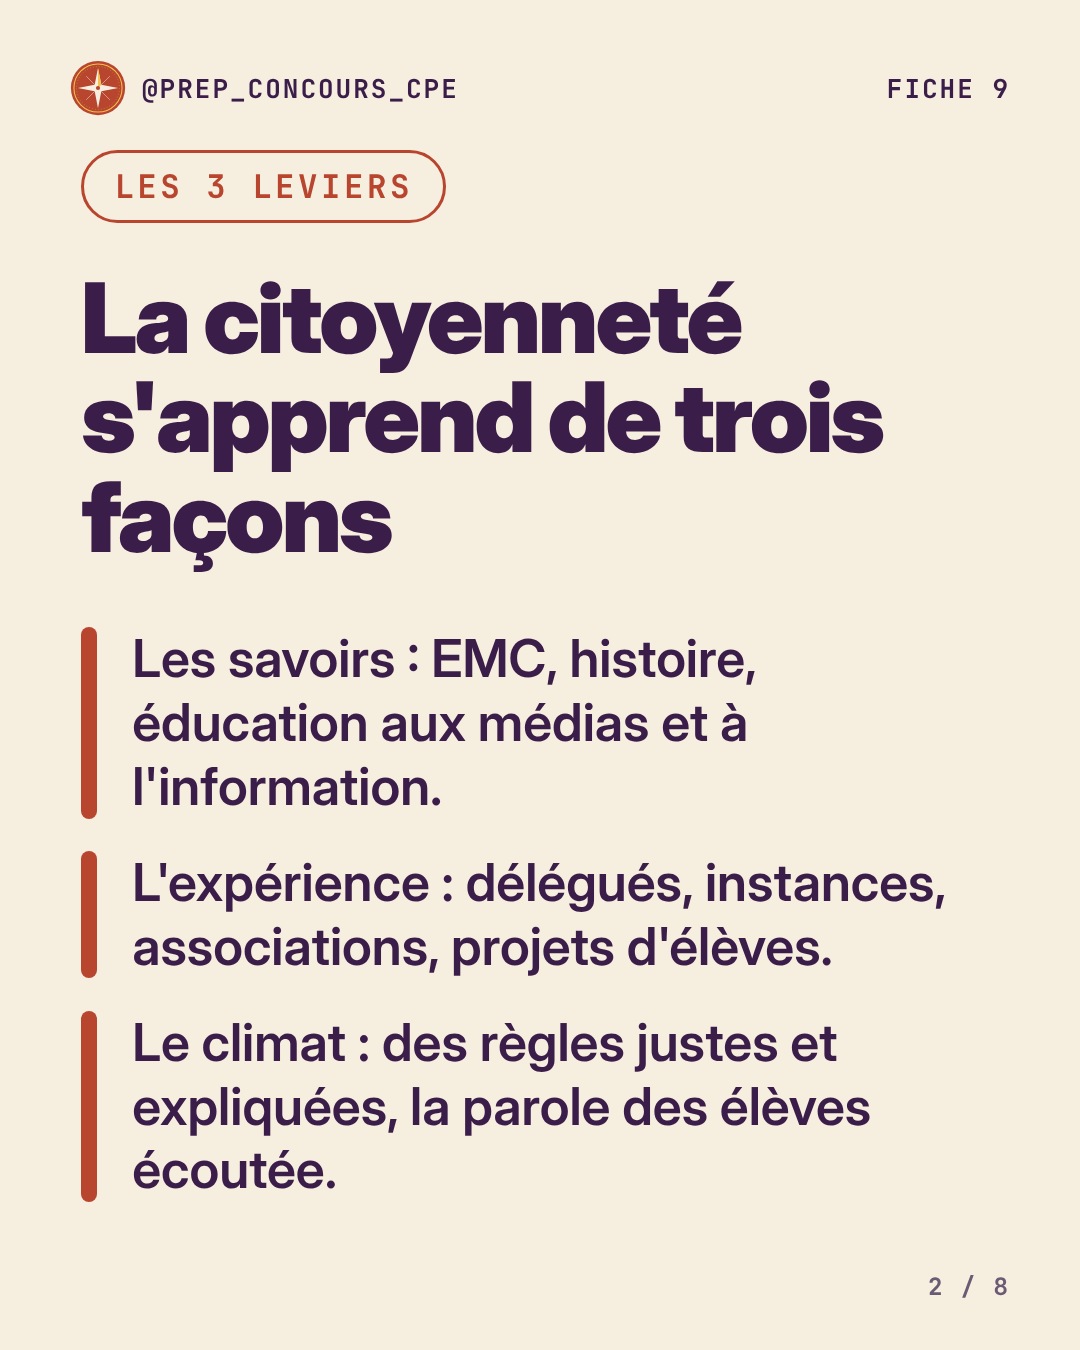 @PREP_CONCOURS_CPE
FICHE 9
LES 3 LEVIERS
La citoyenneté
s'apprend de trois
façons
Les savoirs : EMC, histoire,
éducation aux médias et à
l'information.
L'expérience : délégués, instances,
associations, projets d'élèves.
Le climat : des règles justes et
expliquées, la parole des élèves
écoutée.
2 / 8